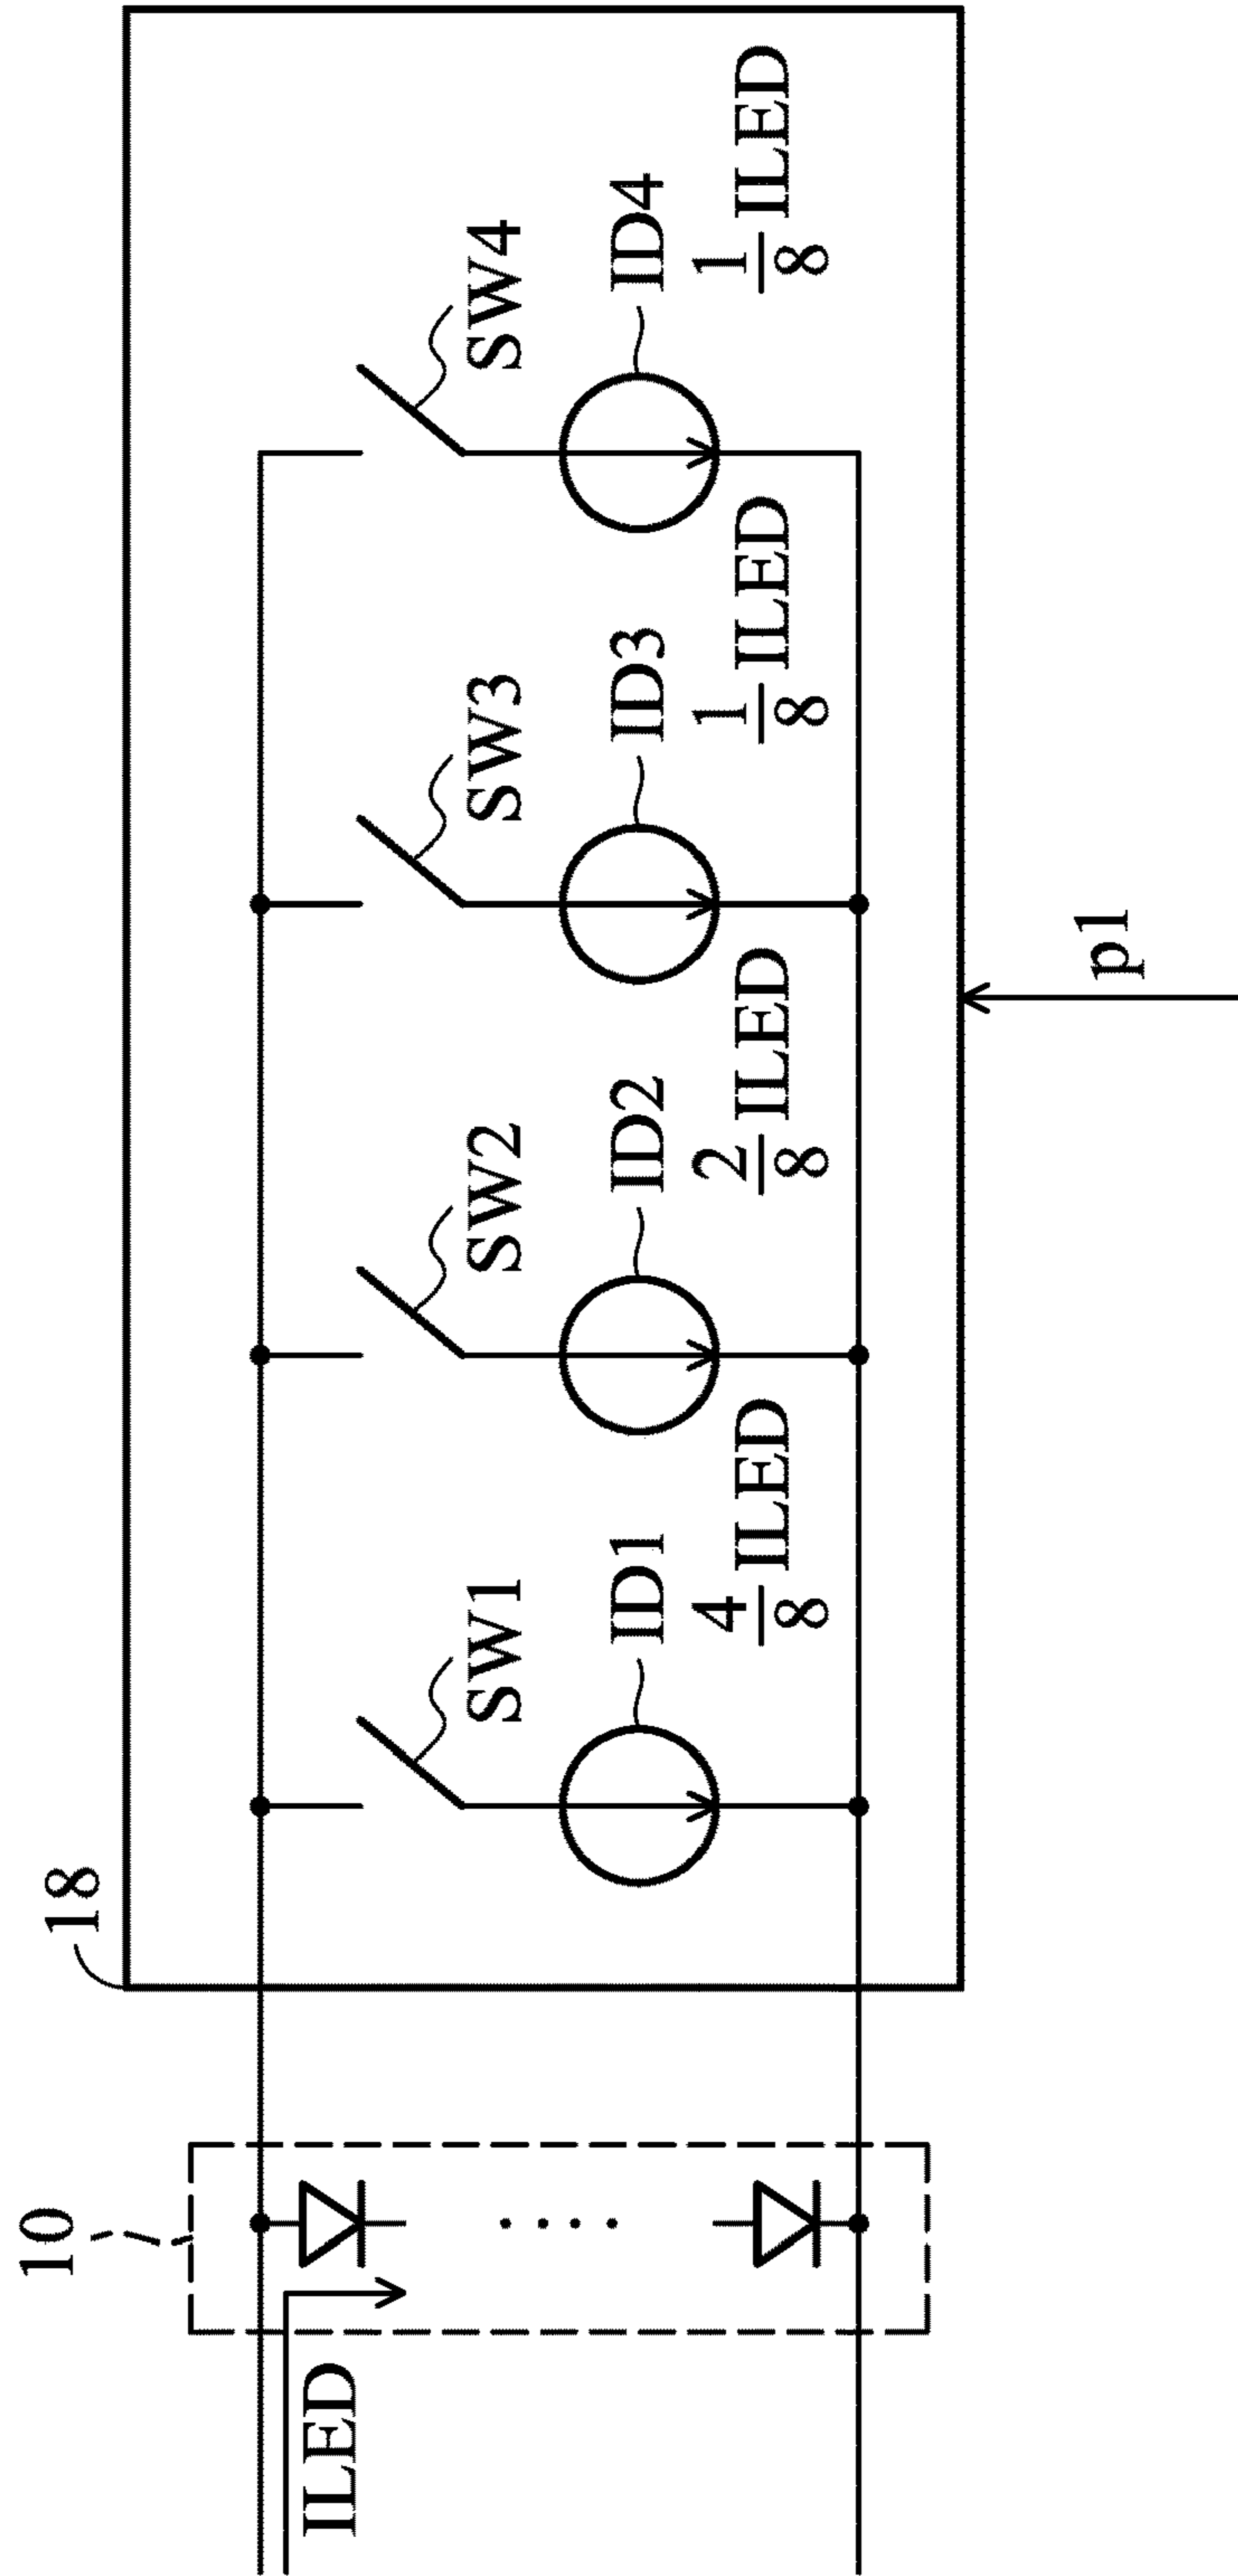 10
18
ILED
SW1
SW2
SW3
SW4
ID1
4/8 ILED
ID2
2/8 ILED
ID3
1/8 ILED
ID4
1/8 ILED
p1